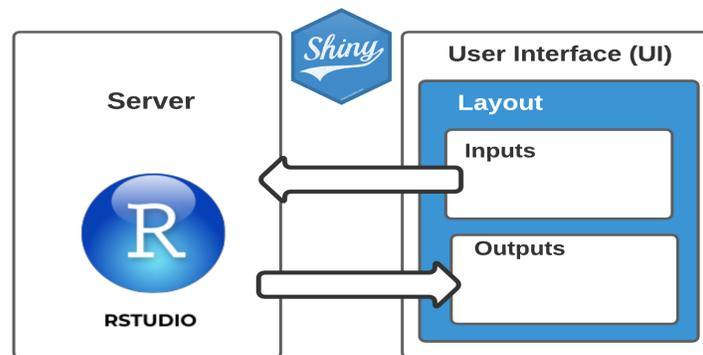 Shiny
User Interface (UI)
Server
Layout
Inputs
Outputs
R
RSTUDIO